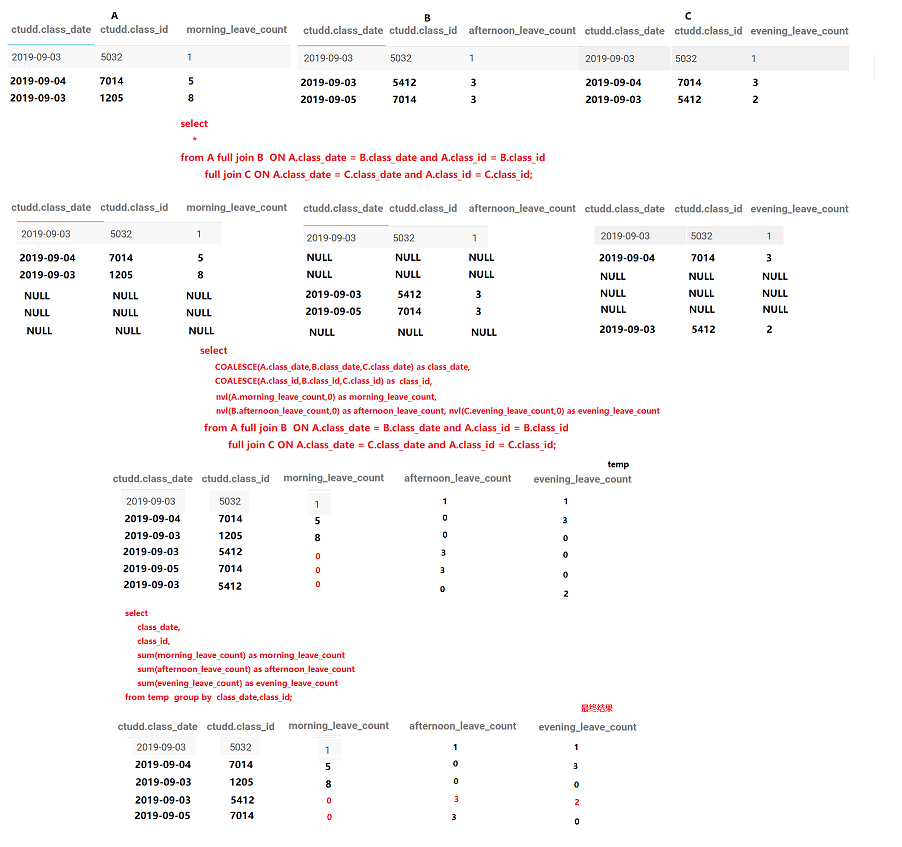 A B C
ctudd.class_date ctudd.class_id morning_leave_count ctudd.class_date ctudd.class_id afternoon_leave_count ctudd.class_date ctudd.class_id evening_leave_count
2019-09-03 5032 1 2019-09-03 5032 1 2019-09-03 5032 1
2019-09-04 7014 5 2019-09-03 5412 3 2019-09-04 7014 3
2019-09-03 1205 8 2019-09-05 7014 3 2019-09-03 5412 2
select
*
from A full join B ON A.class_date = B.class_date and A.class_id = B.class_id
full join C ON A.class_date = C.class_date and A.class_id = C.class_id;
ctudd.class_date ctudd.class_id morning_leave_count ctudd.class_date ctudd.class_id afternoon_leave_count ctudd.class_date ctudd.class_id evening_leave_count
2019-09-03 5032 1 2019-09-03 5032 1 2019-09-03 5032 1
2019-09-04 7014 5 NULL NULL NULL 2019-09-04 7014 3
2019-09-03 1205 8 NULL NULL NULL NULL NULL NULL
NULL NULL NULL 2019-09-03 5412 3 NULL NULL NULL
NULL NULL NULL 2019-09-05 7014 3 NULL NULL NULL
NULL NULL NULL NULL NULL NULL 2019-09-03 5412 2
select
COALESCE(A.class_date,B.class_date,C.class_date) as class_date,
COALESCE(A.class_id,B.class_id,C.class_id) as class_id,
nvl(A.morning_leave_count,0) as morning_leave_count,
nvl(B.afternoon_leave_count,0) as afternoon_leave_count, nvl(C.evening_leave_count,0) as evening_leave_count
from A full join B ON A.class_date = B.class_date and A.class_id = B.class_id
full join C ON A.class_date = C.class_date and A.class_id = C.class_id;
temp
ctudd.class_date ctudd.class_id morning_leave_count afternoon_leave_count evening_leave_count
2019-09-03 5032 1 1 1
2019-09-04 7014 5 0 3
2019-09-03 1205 8 0 0
2019-09-03 5412 0 3 0
2019-09-05 7014 0 3 0
2019-09-03 5412 0 0 2
select
class_date,
class_id,
sum(morning_leave_count) as morning_leave_count
sum(afternoon_leave_count) as afternoon_leave_count
sum(evening_leave_count) as evening_leave_count
from temp group by class_date,class_id;
最终结果
ctudd.class_date ctudd.class_id morning_leave_count afternoon_leave_count evening_leave_count
2019-09-03 5032 1 1 1
2019-09-04 7014 5 0 3
2019-09-03 1205 8 0 0
2019-09-03 5412 0 3 2
2019-09-05 7014 0 3 0